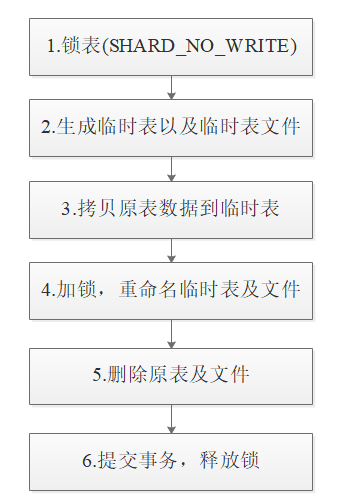 1.锁表(SHARD_NO_WRITE)
2.生成临时表以及临时表文件
3.拷贝原表数据到临时表
4.加锁，重命名临时表及文件
5.删除原表及文件
6.提交事务，释放锁